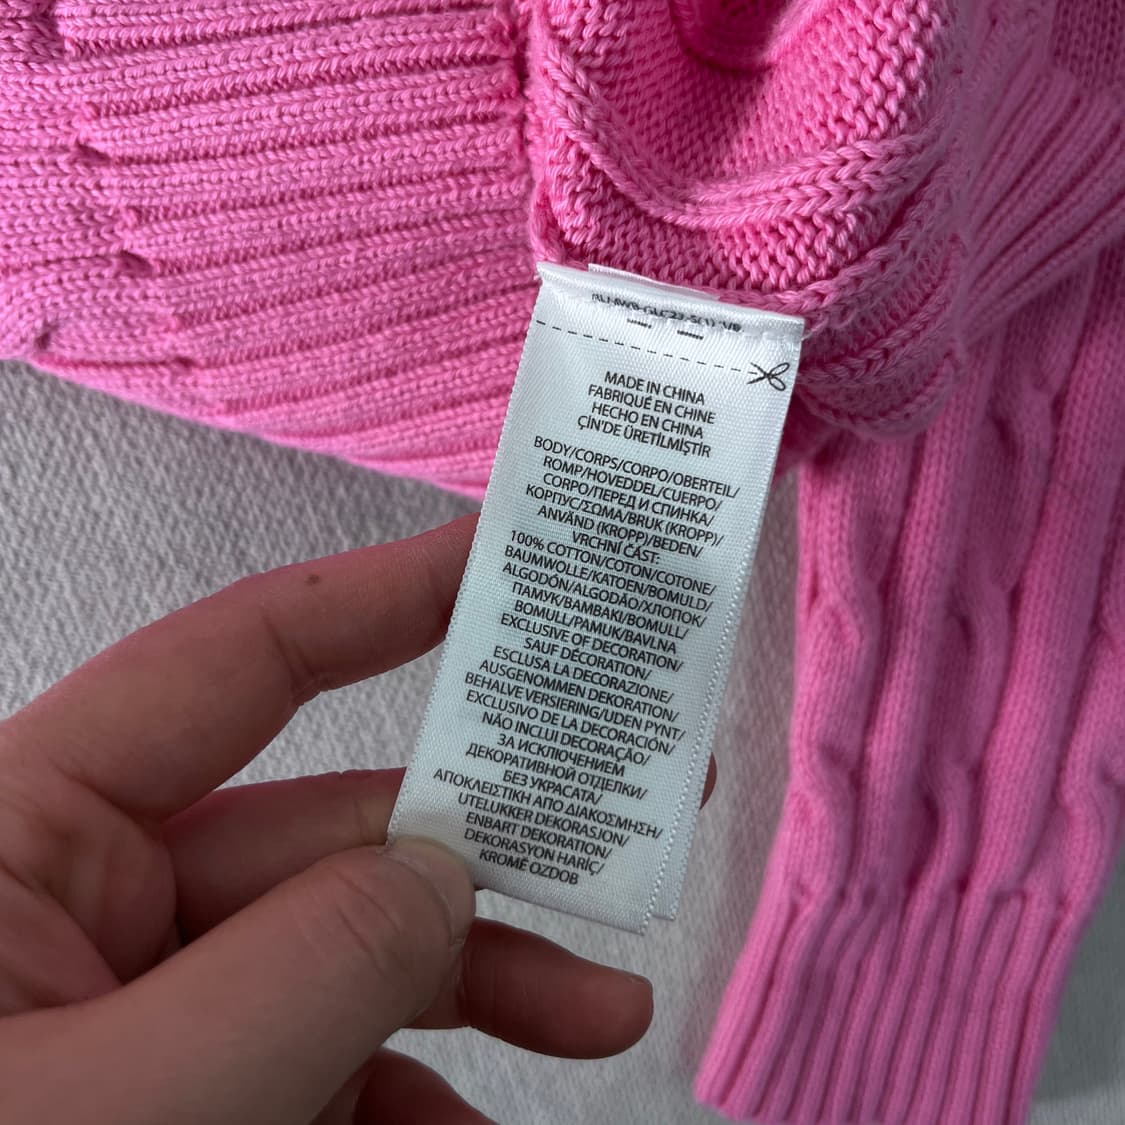 MADE IN CHINA
FABRIQUÉ EN CHINE
HECHO EN CHINA
ÇİN'DE ÜRETİLMİŞTİR
BODY/CORPS/CORPO/OBERTEIL/
ROMP/HOVEDDEL/CUERPO/
CORPO/ПЕРЕД И СПИНКА/
КОРПУС/ΣΩΜΑ/BRUK (KROPP)/
ANVÄND (KROPP)/BEDEN/
VRCHNÍ ČÁST:
100% COTTON/COTON/COTONE/
BAUMWOLLE/KATOEN/BOMULD/
ALGODÓN/ALGODÃO/ХЛОПОК/
ПАМУК/ΒΑΜΒΑΚΙ/BOMULL/
BOMULL/PAMUK/BAVLNA
EXCLUSIVE OF DECORATION/
SAUF DÉCORATION/
ESCLUSA LA DECORAZIONE/
AUSGENOMMEN DEKORATION/
BEHALVE VERSIERING/UDEN PYNT/
EXCLUSIVO DE LA DECORACIÓN/
NÃO INCLUI DECORAÇÃO/
ЗА ИСКЛЮЧЕНИЕМ
ДЕКОРАТИВНОЙ ОТДЕЛКИ/
БЕЗ УКРАСАТА/
ΑΠΟΚΛΕΙΣΤΙΚΗ ΑΠΟ ΔΙΑΚΟΣΜΗΣΗ/
UTELUKKER DEKORASJON/
ENBART DEKORATION/
DEKORASYON HARİÇ/
KROMĚ OZDOB